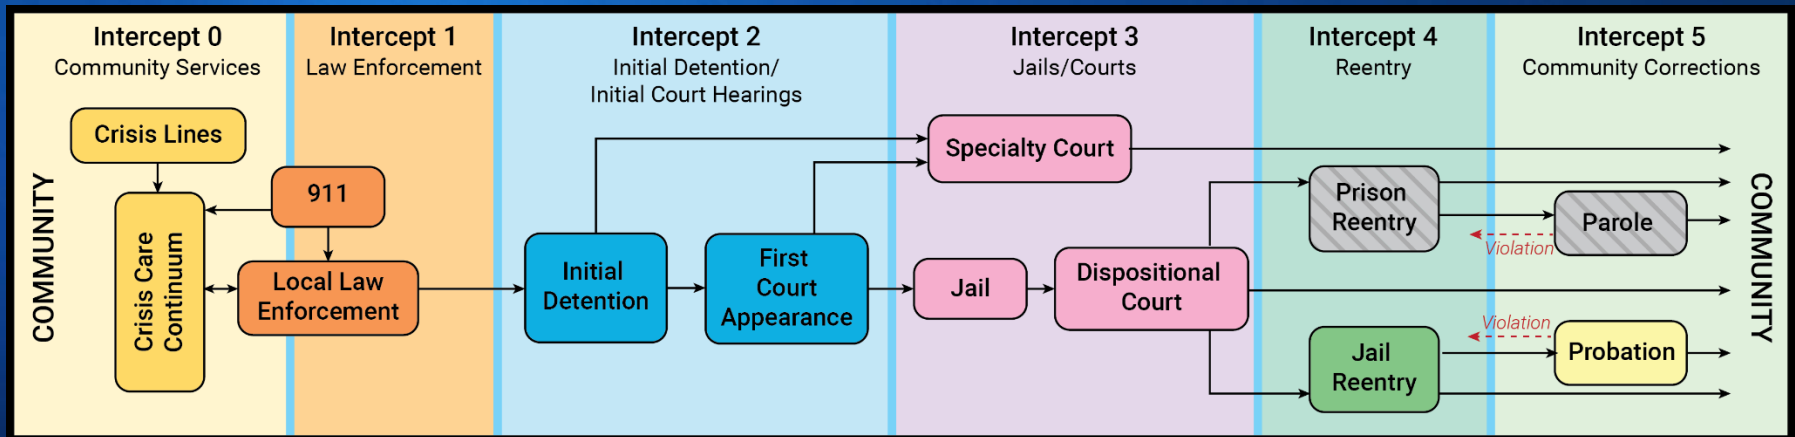 Intercept 0
Community Services
Intercept 1
Law Enforcement
Intercept 2
Initial Detention/
Initial Court Hearings
Intercept 3
Jails/Courts
Intercept 4
Reentry
Intercept 5
Community Corrections
COMMUNITY
Crisis Lines
Crisis Care
Continuum
911
Local Law
Enforcement
Initial
Detention
First
Court
Appearance
Specialty Court
Jail
Dispositional
Court
Prison
Reentry
Parole
Violation
Jail
Reentry
Violation
Probation
COMMUNITY